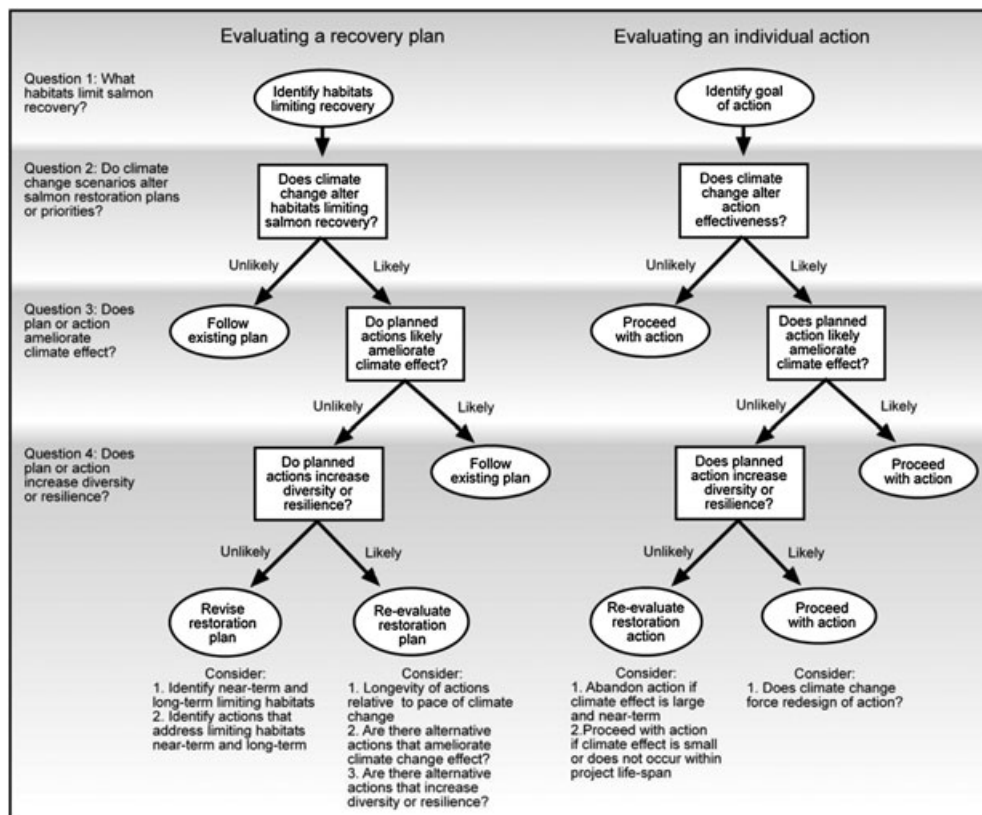 Evaluating a recovery plan
Evaluating an individual action
Question 1: What
habitats limit salmon
recovery?
Identify habitats
limiting recovery
Identify goal
of action
Question 2: Do climate
change scenarios alter
salmon restoration plans
or priorities?
Does climate
change alter
habitats limiting
salmon recovery?
Does climate
change alter
action
effectiveness?
Unlikely
Likely
Unlikely
Likely
Question 3: Does
plan or action
ameliorate
climate effect?
Follow
existing plan
Do planned
actions likely
ameliorate
climate effect?
Proceed
with action
Does planned
action likely
ameliorate
climate effect?
Unlikely
Likely
Unlikely
Likely
Question 4: Does
plan or action
increase diversity
or resilience?
Do planned
actions increase
diversity or
resilience?
Follow
existing plan
Does planned
action increase
diversity or
resilience?
Proceed
with action
Unlikely
Likely
Unlikely
Likely
Revise
restoration
plan
Re-evaluate
restoration
plan
Re-evaluate
restoration
action
Proceed
with action
Consider:
1. Identify near-term and
long-term limiting habitats
2. Identify actions that
address limiting habitats
near-term and long-term
Consider:
1. Longevity of actions
relative to pace of climate
change
2. Are there alternative
actions that ameliorate
climate change effect?
3. Are there alternative
actions that increase
diversity or resilience?
Consider:
1. Abandon action if
climate effect is large
and near-term
2.Proceed with action
if climate effect is small
or does not occur within
project life-span
Consider:
1. Does climate change
force redesign of action?